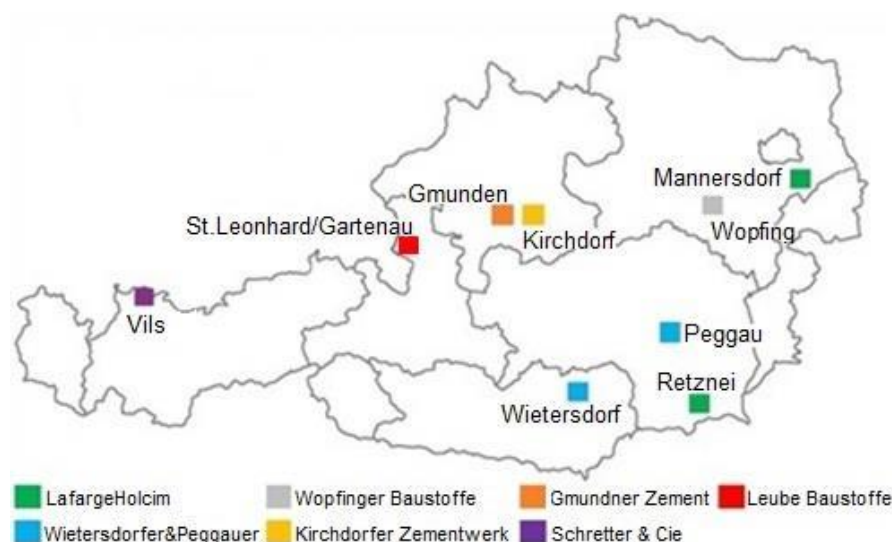 Mannersdorf
Gmunden
St.Leonhard/Gartenau
Kirchdorf
Wopfing
Vils
Peggau
Retznei
Wietersdorf
LafargeHolcim
Wopfinger Baustoffe
Gmundner Zement
Leube Baustoffe
Wietersdorfer&Peggauer
Kirchdorfer Zementwerk
Schretter & Cie